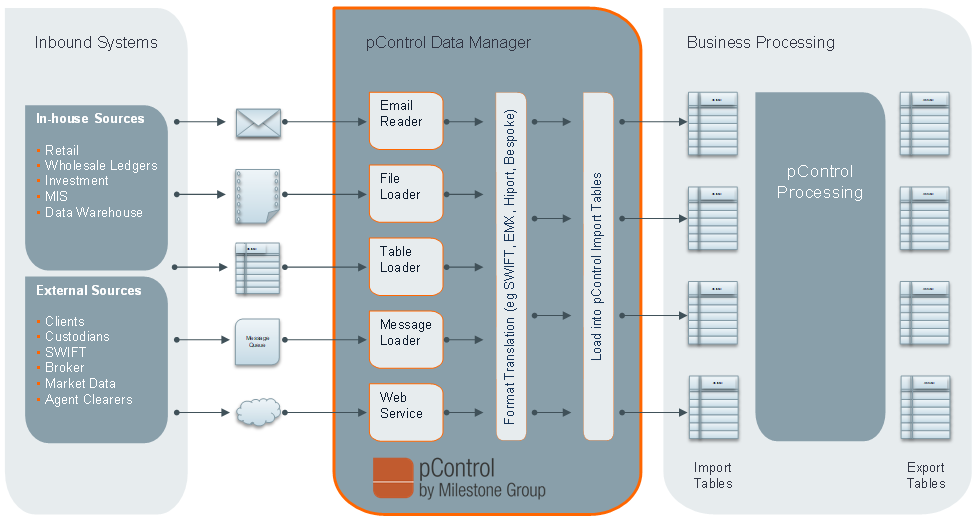 Inbound Systems
pControl Data Manager
Business Processing
In-house Sources
• Retail
• Wholesale Ledgers
• Investment
• MIS
• Data Warehouse
External Sources
• Clients
• Custodians
• SWIFT
• Broker
• Market Data
• Agent Clearers
Message
Queue
Email
Reader
File
Loader
Table
Loader
Message
Loader
Web
Service
Format Translation (eg SWIFT, EMX, Hiport, Bespoke)
Load into pControl Import Tables
pControl
Processing
Import
Tables
Export
Tables
pControl
by Milestone Group